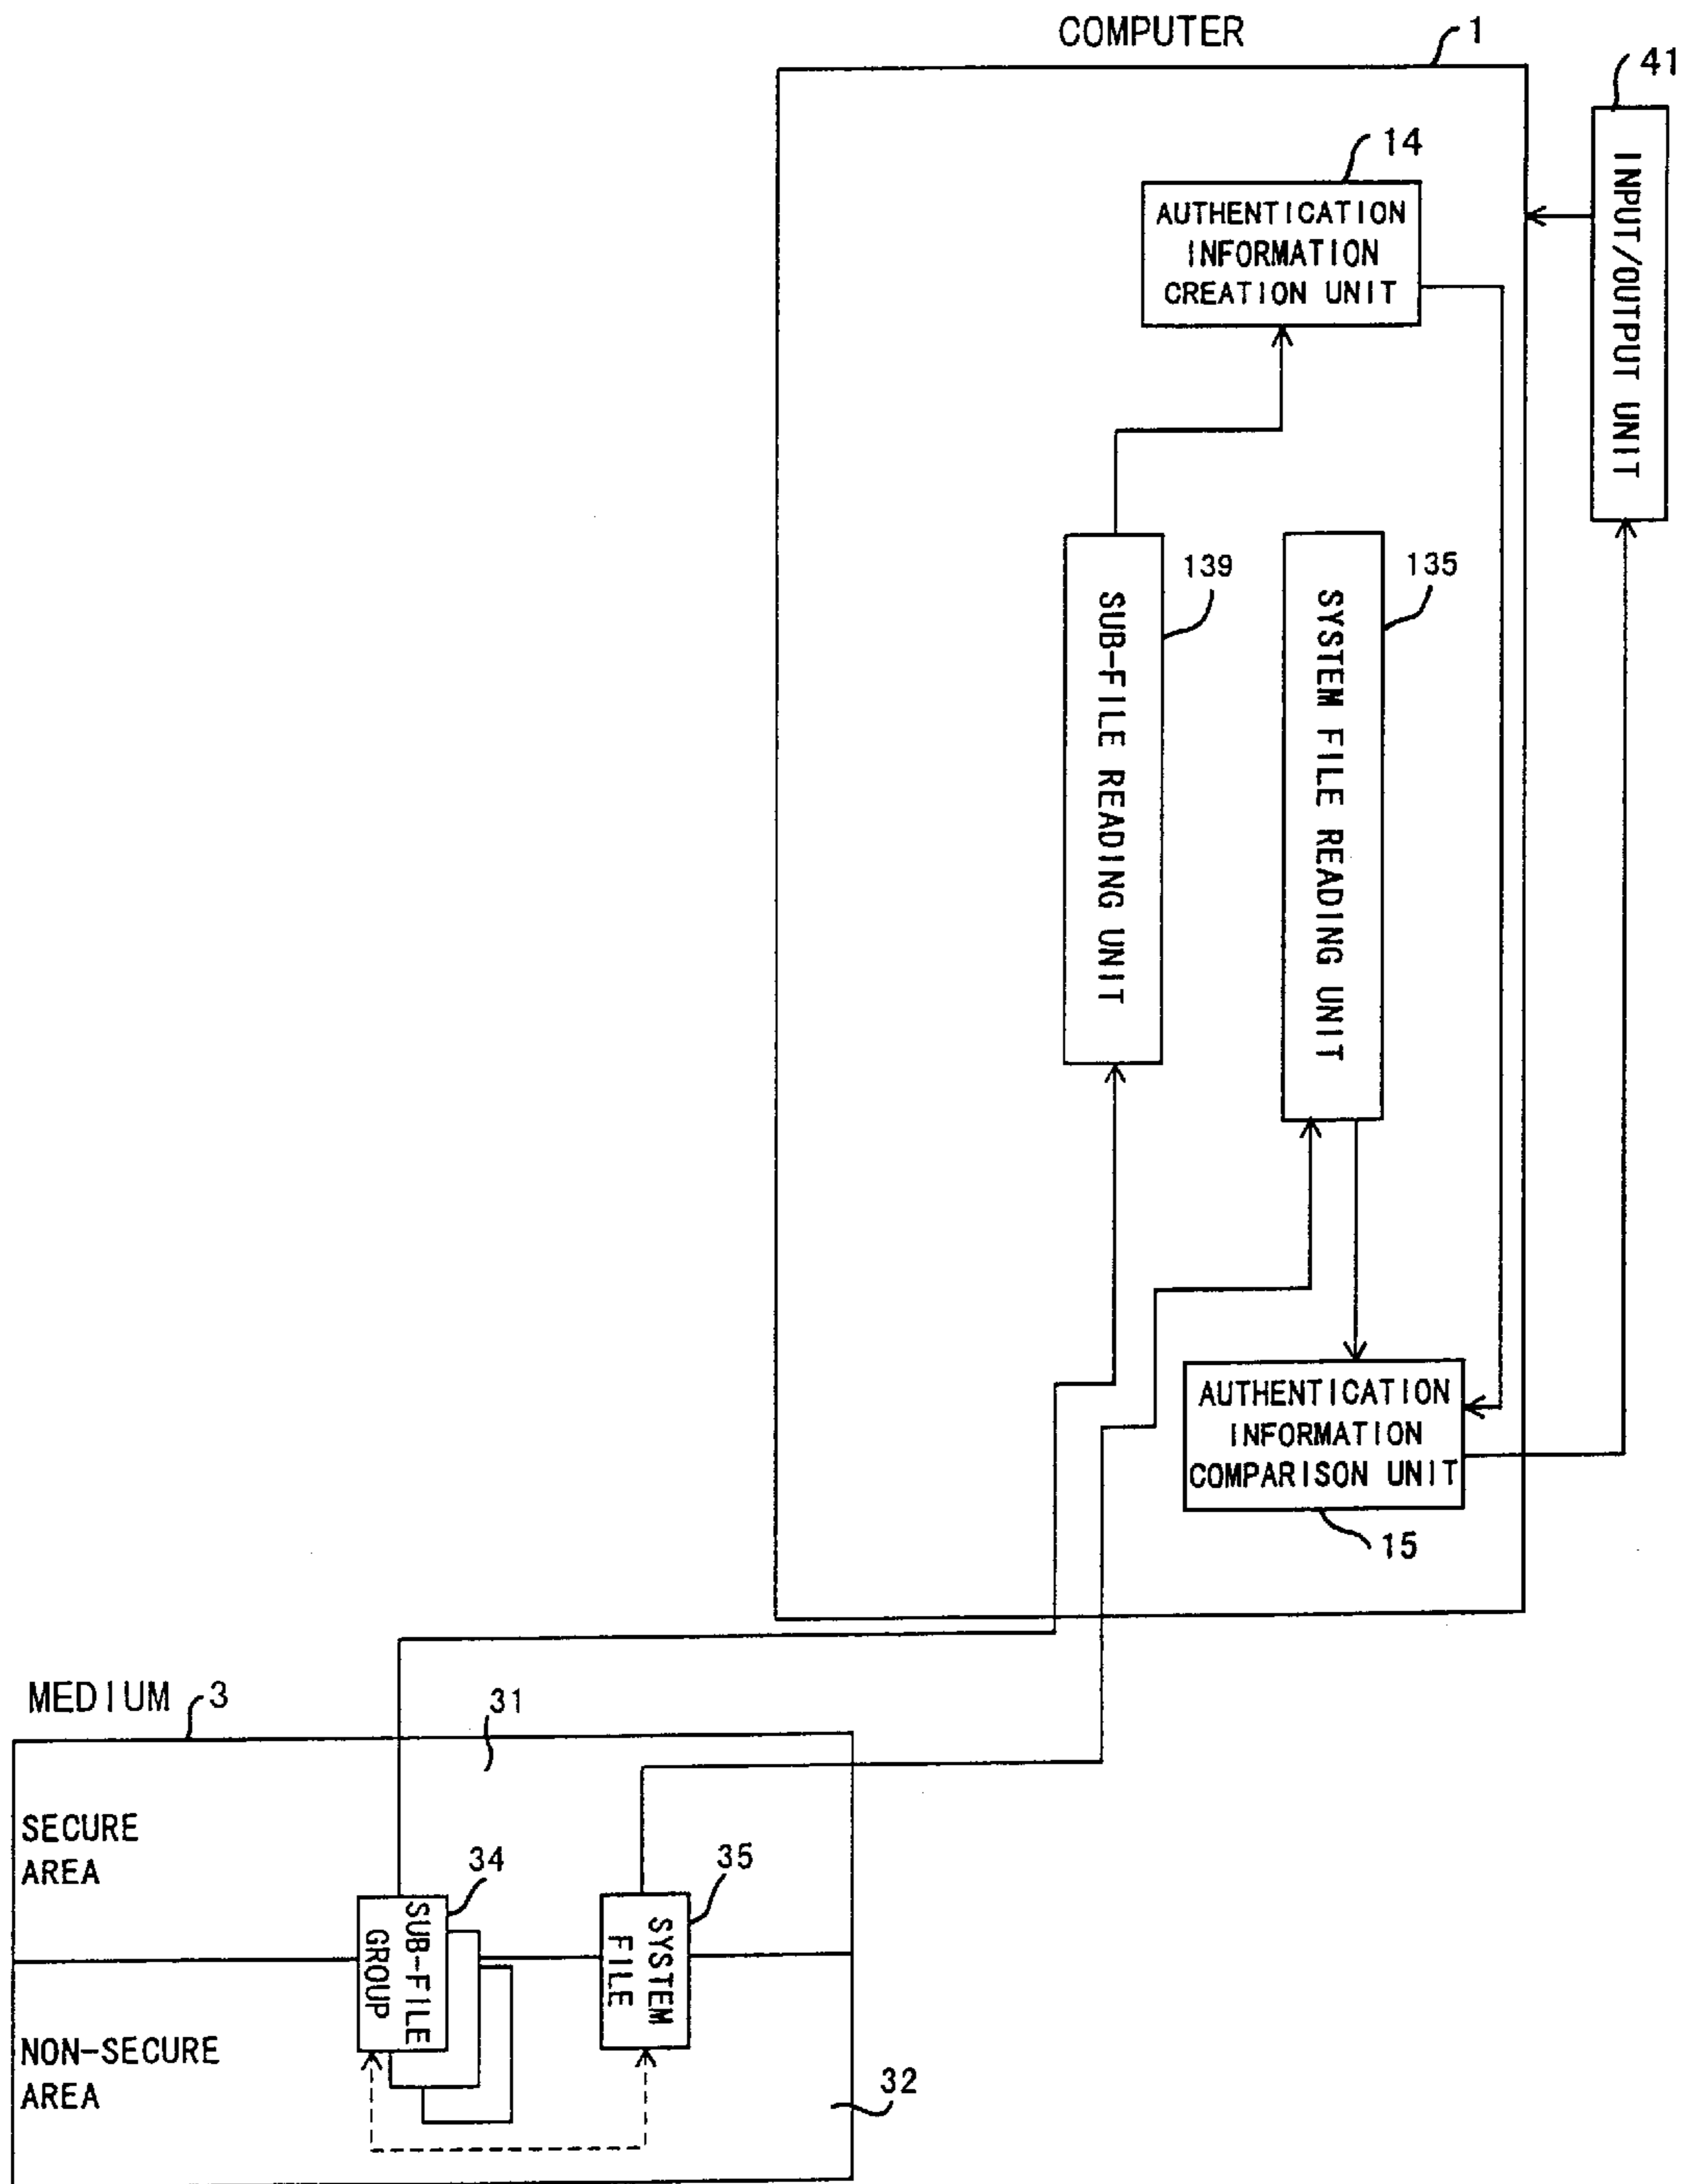 COMPUTER
1
41
INPUT/OUTPUT UNIT
14
AUTHENTICATION
INFORMATION
CREATION UNIT
139
SUB-FILE READING UNIT
135
SYSTEM FILE READING UNIT
AUTHENTICATION
INFORMATION
COMPARISON UNIT
15
MEDIUM
3
31
SECURE
AREA
34
SUB-FILE
GROUP
35
SYSTEM
FILE
NON-SECURE
AREA
32